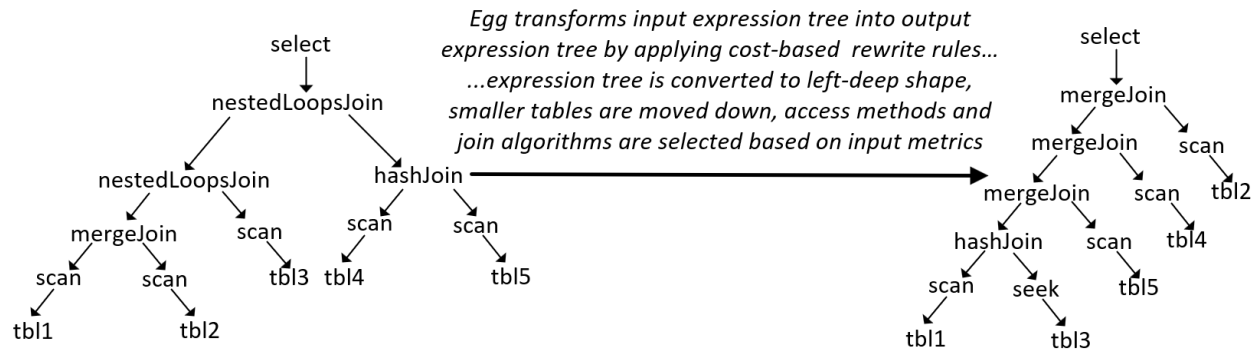 Egg transforms input expression tree into output
expression tree by applying cost-based rewrite rules...
...expression tree is converted to left-deep shape,
smaller tables are moved down, access methods and
join algorithms are selected based on input metrics
select
nestedLoopsJoin
nestedLoopsJoin
hashJoin
mergeJoin
scan
scan
scan
scan
scan
tbl3
tbl4
tbl5
tbl1
tbl2
select
mergeJoin
mergeJoin
scan
mergeJoin
scan
tbl2
hashJoin
scan
tbl4
scan
seek
tbl5
tbl1
tbl3